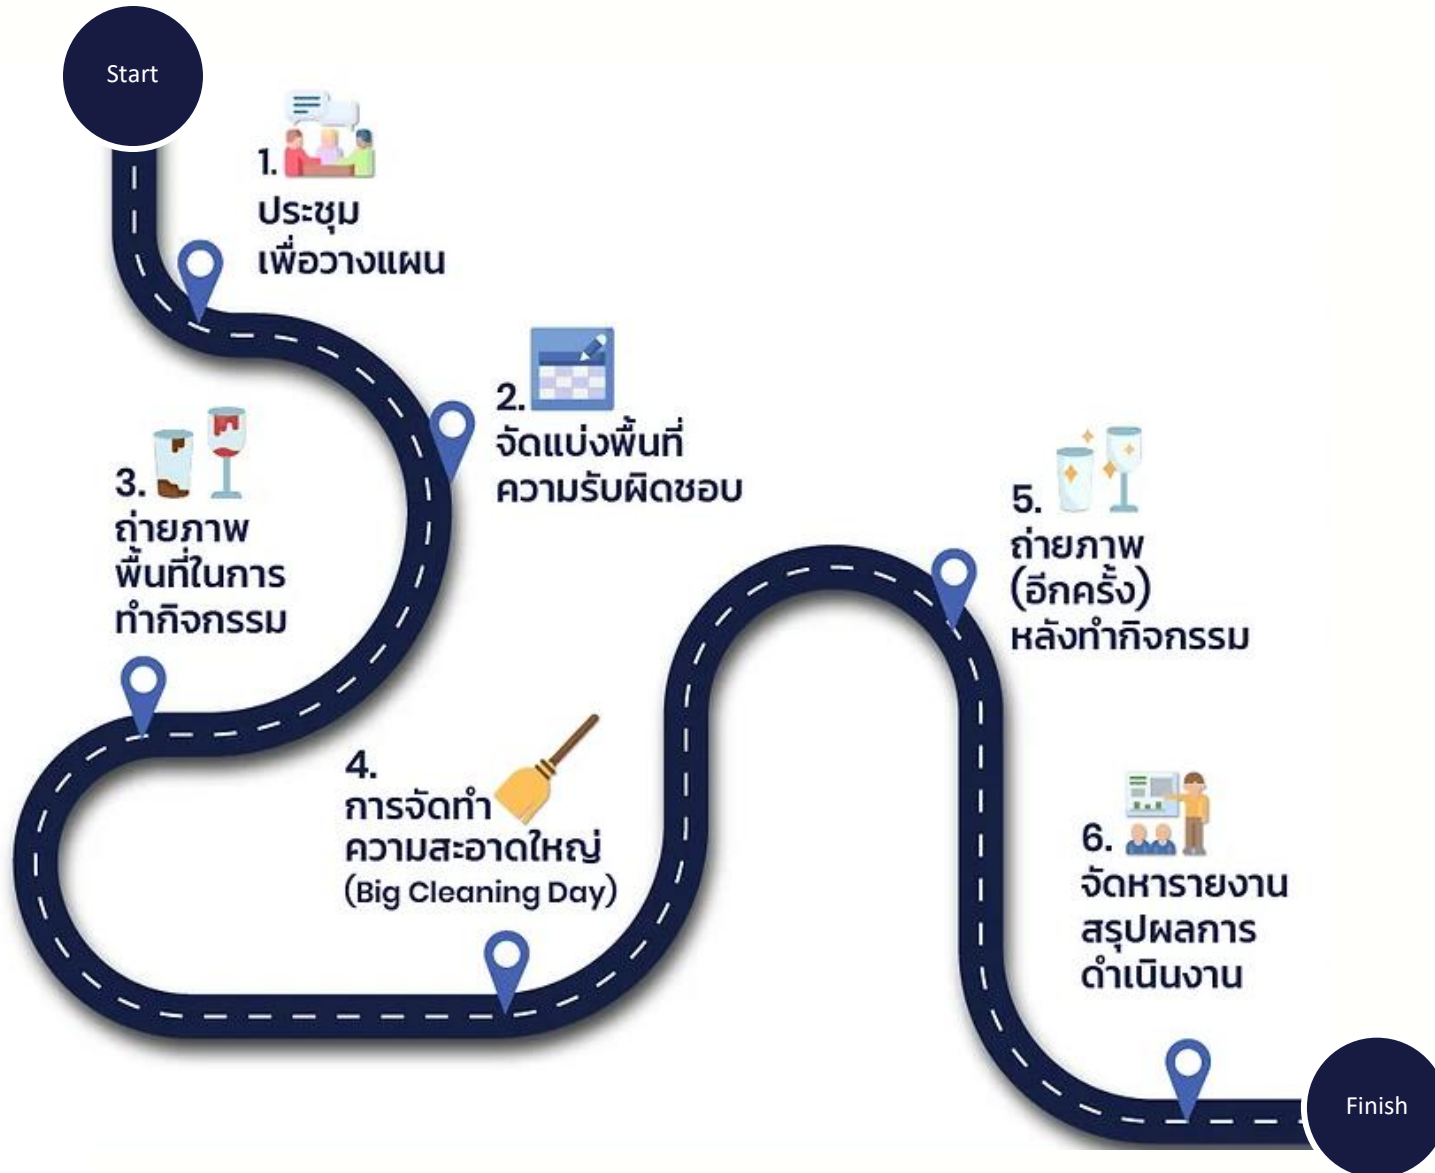 Start
1.
ประชุม
เพื่อวางแผน
2.
จัดแบ่งพื้นที่
ความรับผิดชอบ
3.
ถ่ายภาพ
พื้นที่ในการ
ทำกิจกรรม
4.
การจัดทำ
ความสะอาดใหญ่
(Big Cleaning Day)
5.
ถ่ายภาพ
(อีกครั้ง)
หลังทำกิจกรรม
6.
จัดหารายงาน
สรุปผลการ
ดำเนินงาน
Finish